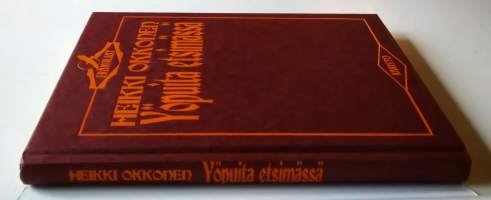 HEIKKI OKKONEN
Yöpuita etsimässä
HEIKKI OKKONEN Yöpuita etsimässä